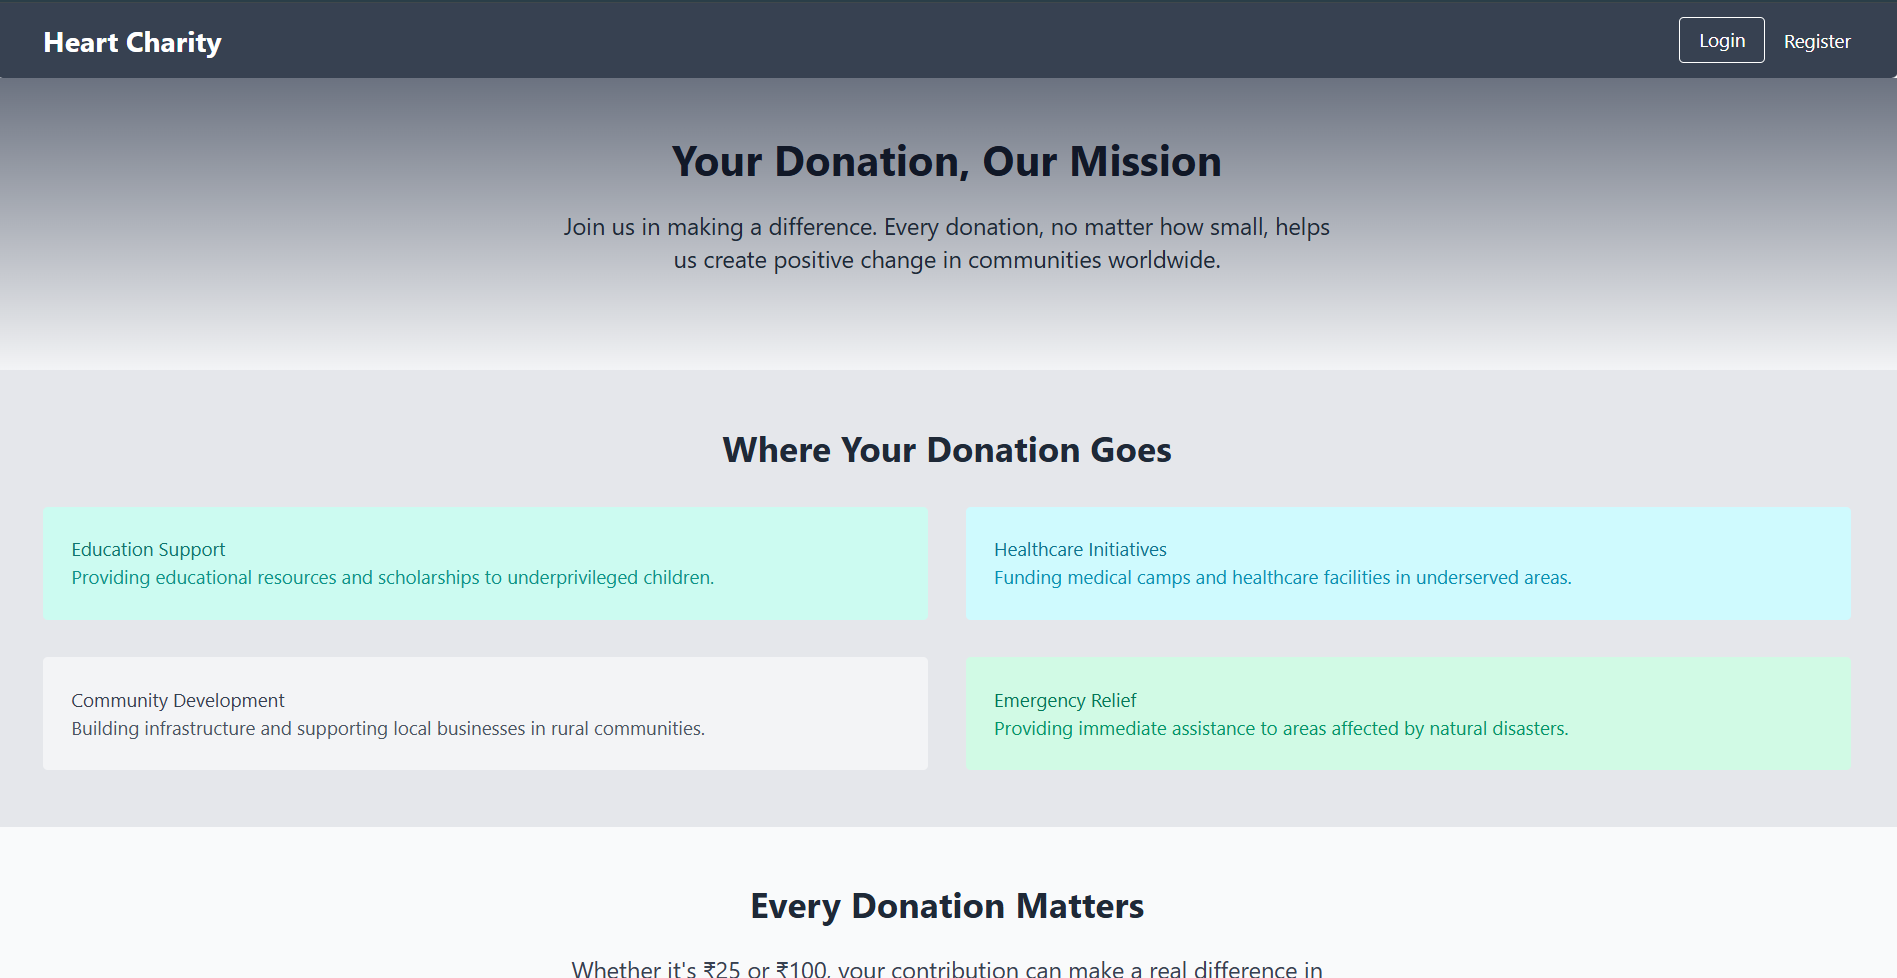 Heart Charity
Login
Register
Your Donation, Our Mission
Join us in making a difference. Every donation, no matter how small, helps
us create positive change in communities worldwide.
Where Your Donation Goes
Education Support
Providing educational resources and scholarships to underprivileged children.
Healthcare Initiatives
Funding medical camps and healthcare facilities in underserved areas.
Community Development
Building infrastructure and supporting local businesses in rural communities.
Emergency Relief
Providing immediate assistance to areas affected by natural disasters.
Every Donation Matters
Whether it's ₹25 or ₹100, your contribution can make a real difference in